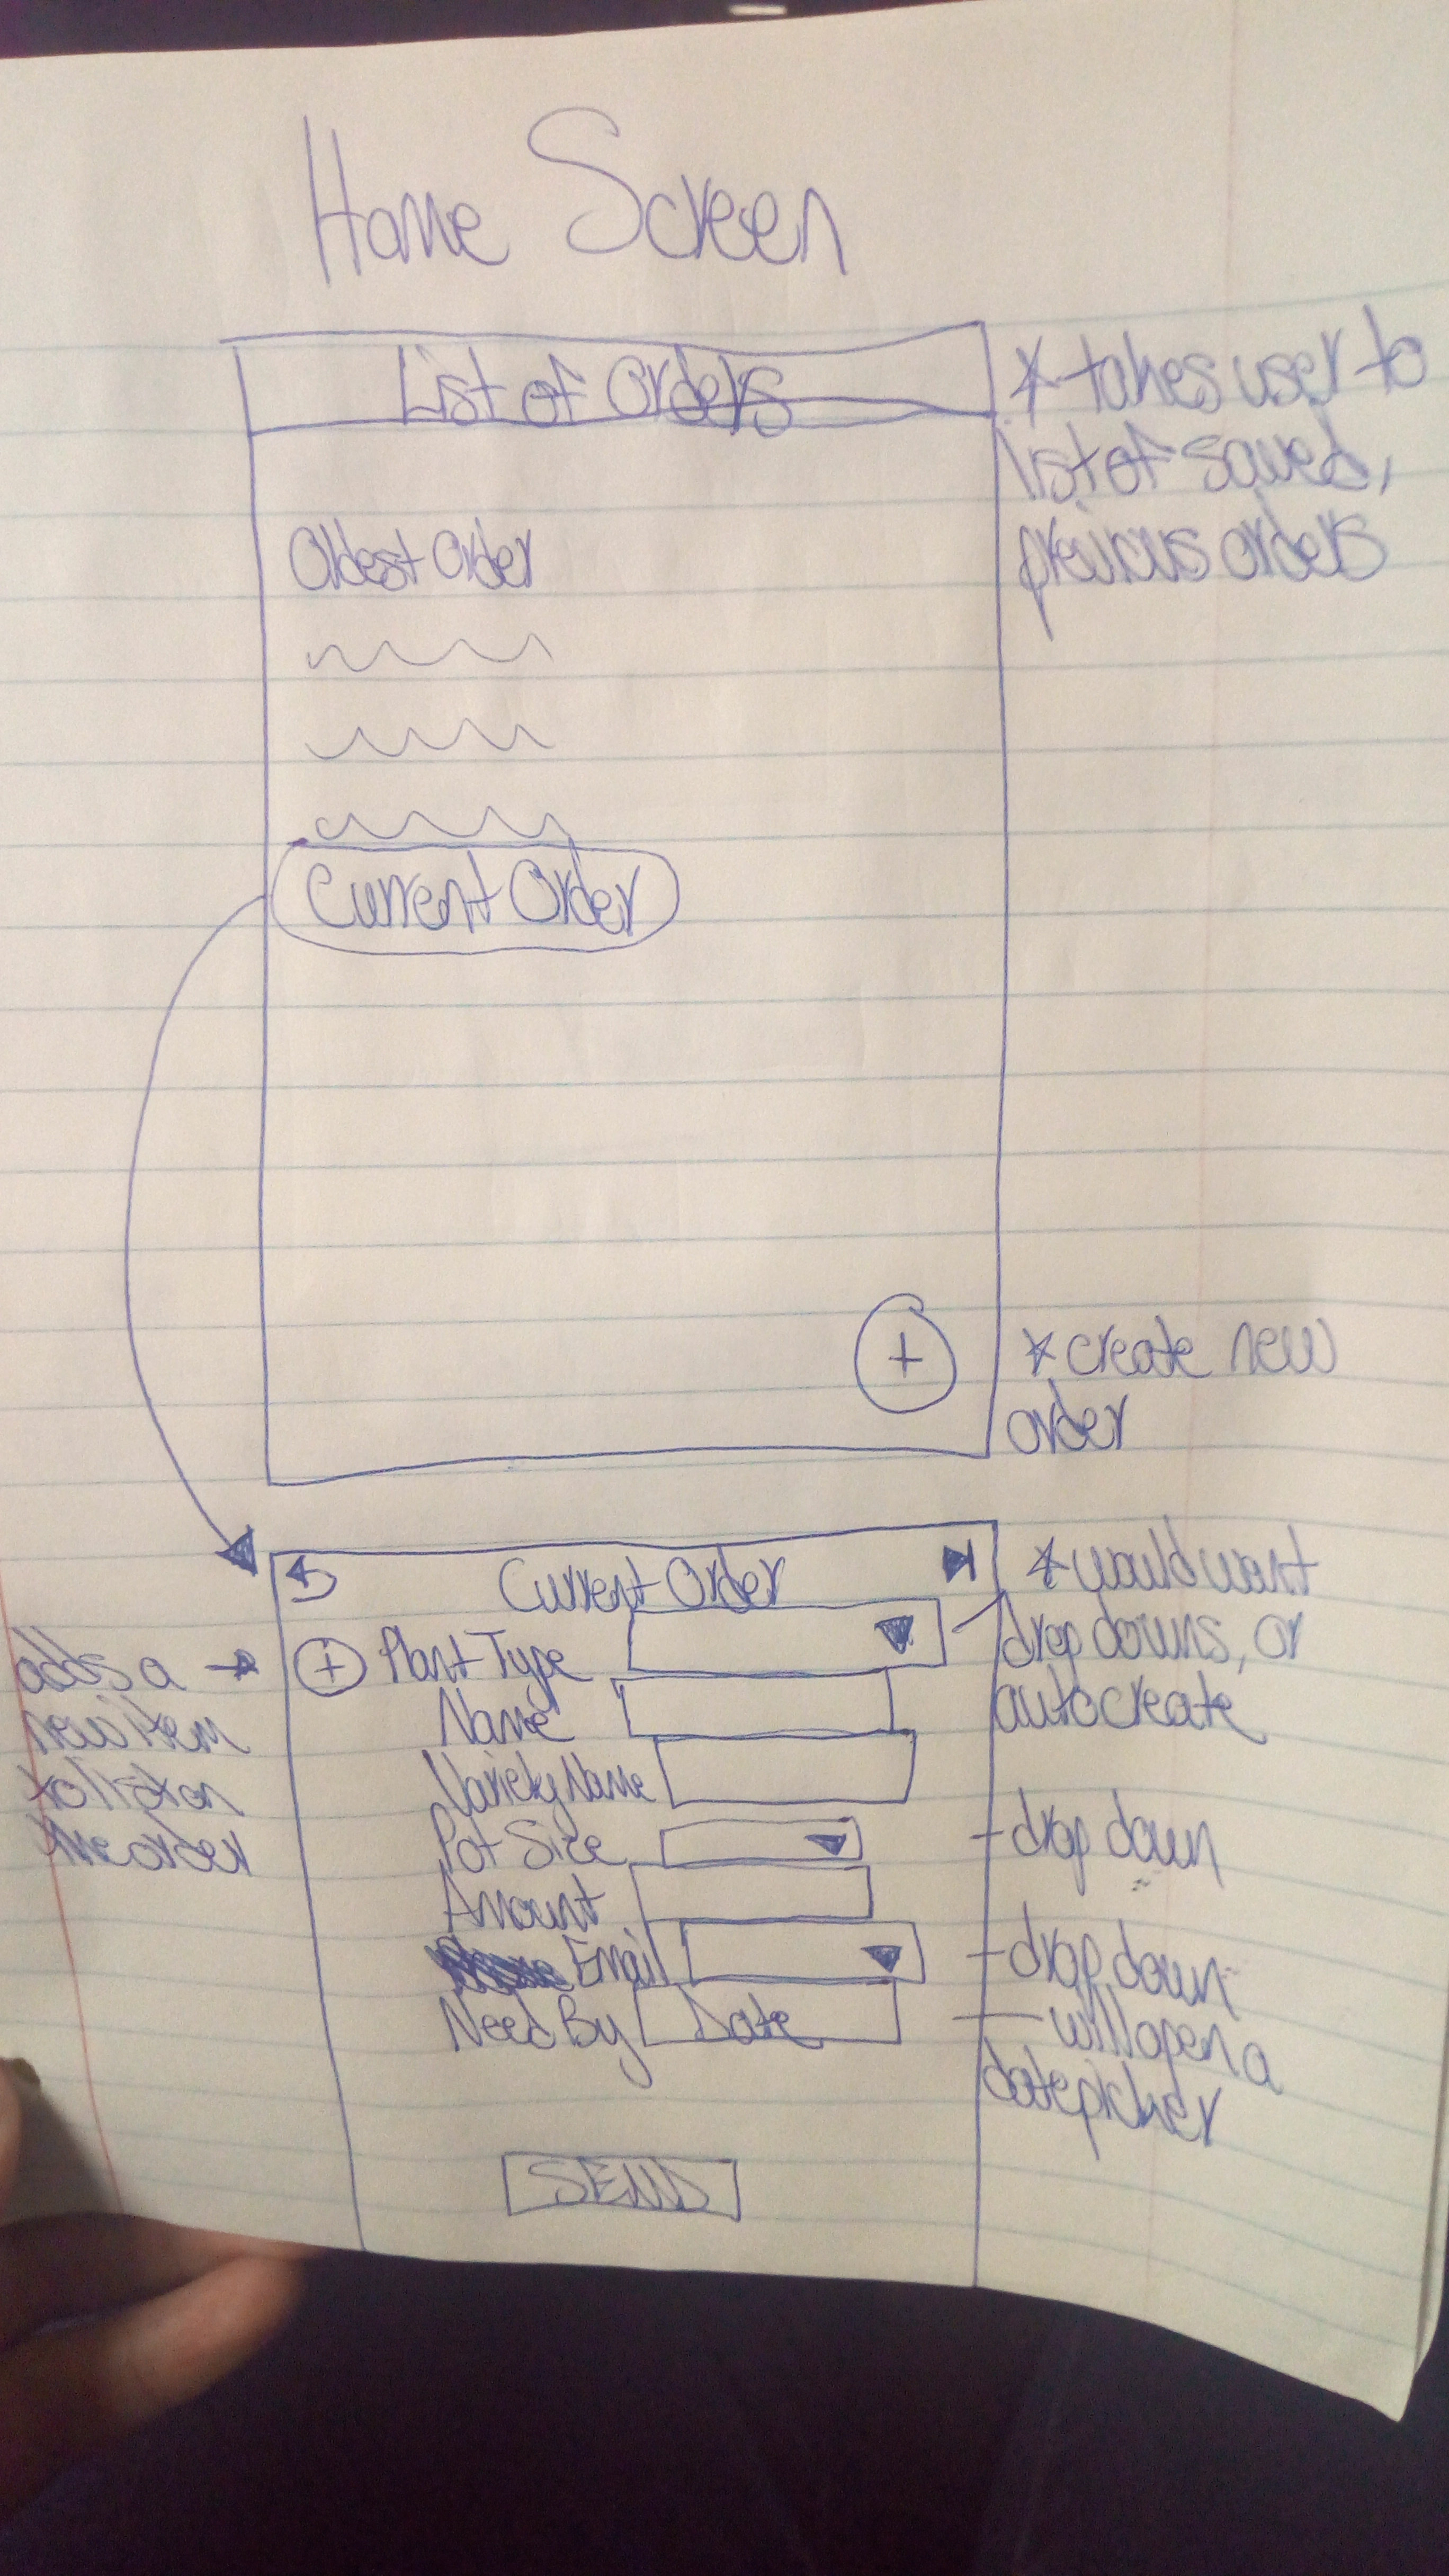 Home Screen
List of Orders
* takes user to
list of saved,
previous orders
Oldest Order
Current Order
+
* create new
order
Current Order
* would want
drop downs, or
autocreate
adds a →
new item
to list on
the order
+ Plant Type
Name
Variety Name
Pot Size
- drop down
Amount
Email
- drop down
Need By Date
- will open a
datepicker
SEND